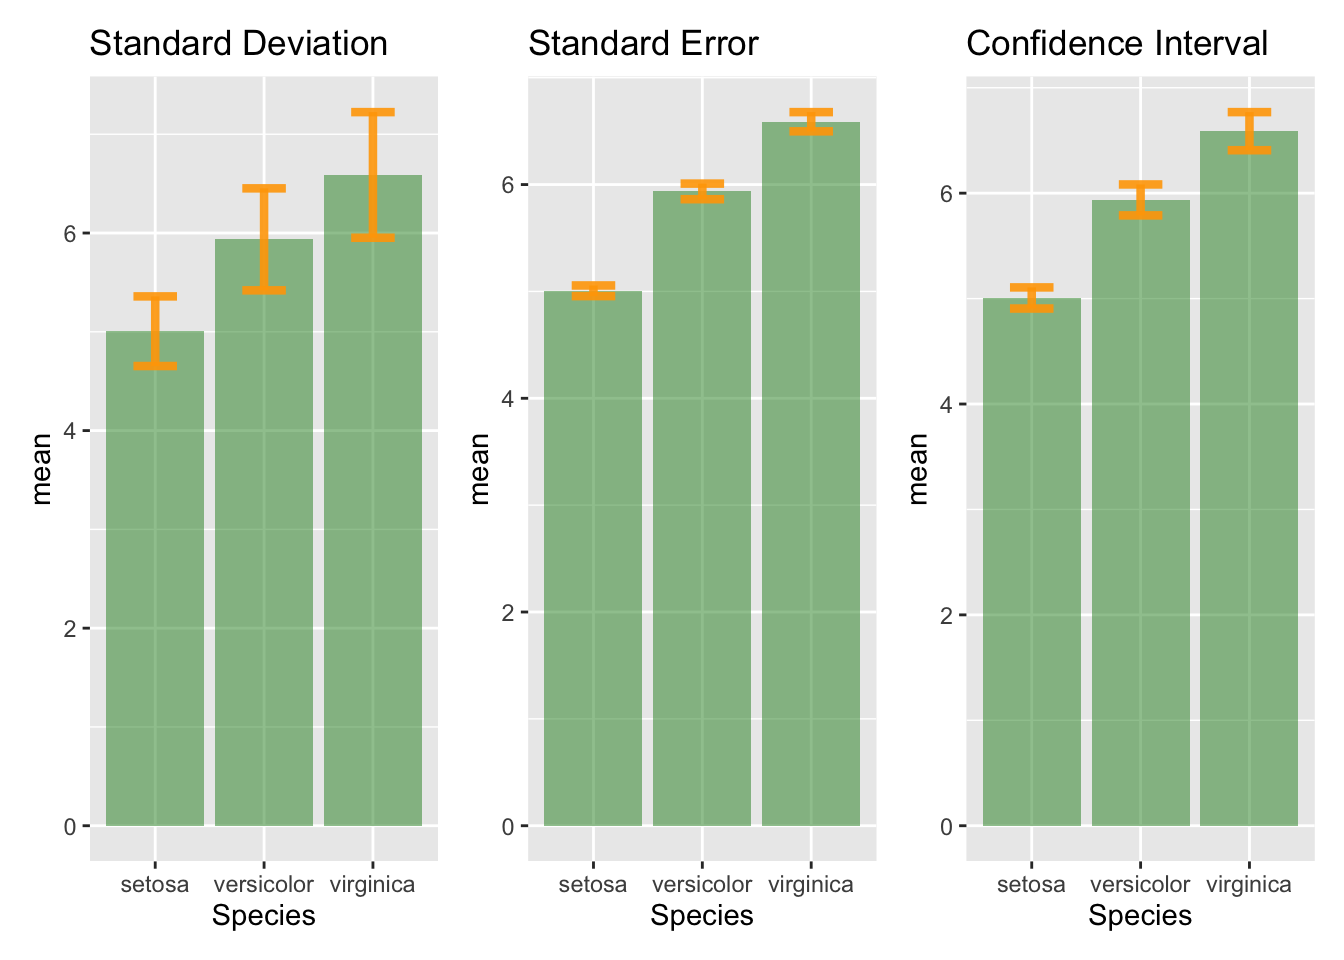 Standard Deviation
mean
6
4
2
0
setosa versicolor virginica
Species
Standard Error
mean
6
4
2
0
setosa versicolor virginica
Species
Confidence Interval
mean
6
4
2
0
setosa versicolor virginica
Species